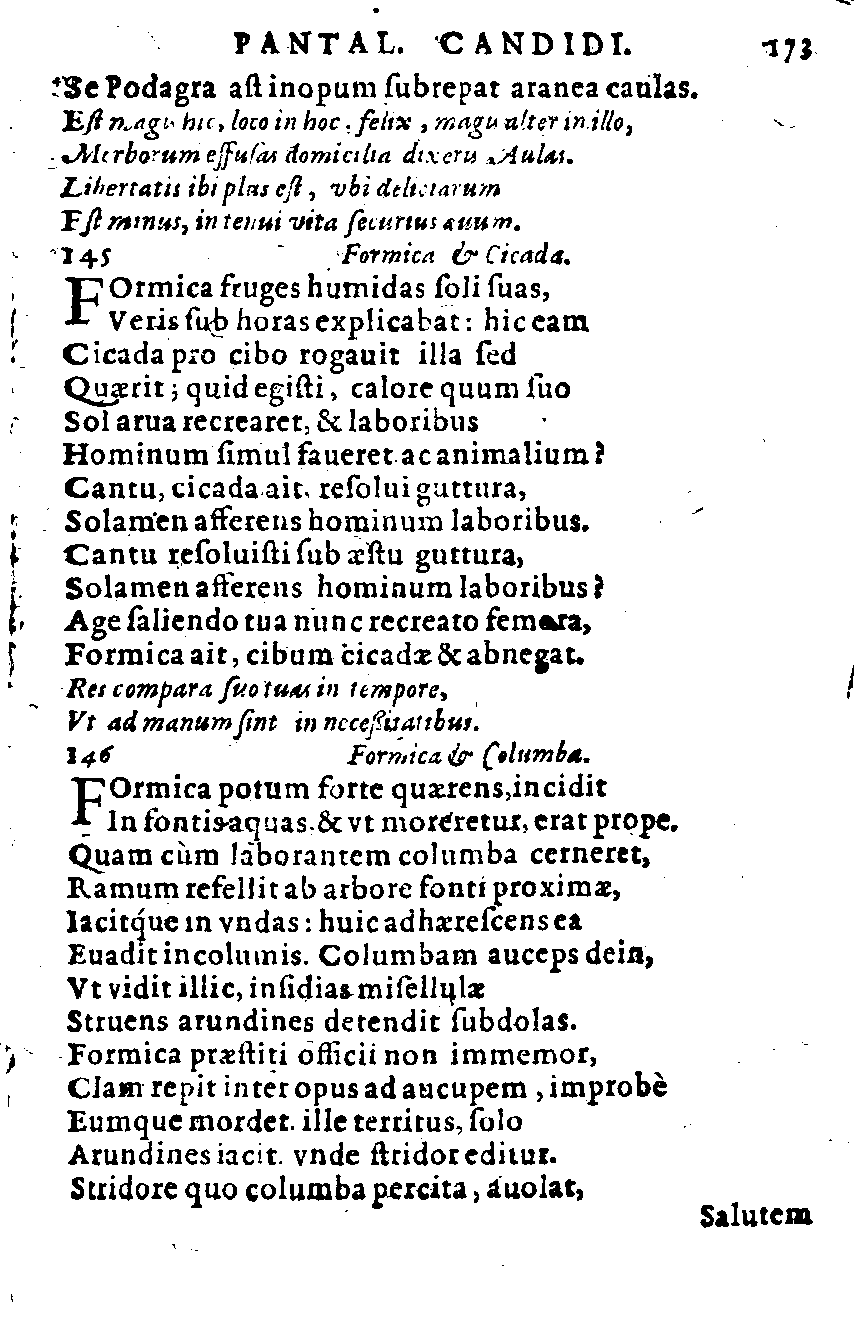 PANTAL. CANDIDI. 173
Se Podagra aſt inopum ſubrepat aranea caulas.
Eſt magis hic, loco in hoc, felix, magis alter in illo,
Morborum effuſas domicilia dixeris Aulas.
Libertatis ibi plus eſt, vbi delictarum
Eſt minus, in tenui vita ſecurius auum.
145 Formica & Cicada.
FOrmica fruges humidas ſoli ſuas,
Veris ſub horas explicabat: hic eam
Cicada pro cibo rogauit illa ſed
Quærit; quid egiſti, calore quum ſuo
Sol arua recrearet, & laboribus
Hominum ſimul faueret ac animalium?
Cantu, cicada ait, reſolui guttura,
Solamen afferens hominum laboribus.
Cantu reſoluiſti ſub æſtu guttura,
Solamen afferens hominum laboribus?
Age ſaliendo tua nunc recreato femora,
Formica ait, cibum cicadæ & abnegat.
Res compara ſuo tuas in tempore,
Vt ad manum ſint in neceſſitatibus.
146 Formica & Columba.
FOrmica potum forte quærens, incidit
In fontis aquas. & vt moreretur, erat prope.
Quam cùm laborantem columba cerneret,
Ramum refellit ab arbore fonti proximæ,
Iacitq́ue in vndas: huic adhæreſcens ea
Euadit incolumis. Columbam auceps dein,
Vt vidit illic, inſidias miſellulæ
Struens arundines detendit ſubdolas.
Formica præſtiti officii non immemor,
Clam repit inter opus ad aucupem, improbè
Eumque mordet. ille territus, ſolo
Arundines iacit. vnde ſtridor editur.
Stridore quo columba percita, auolat,
Salutem